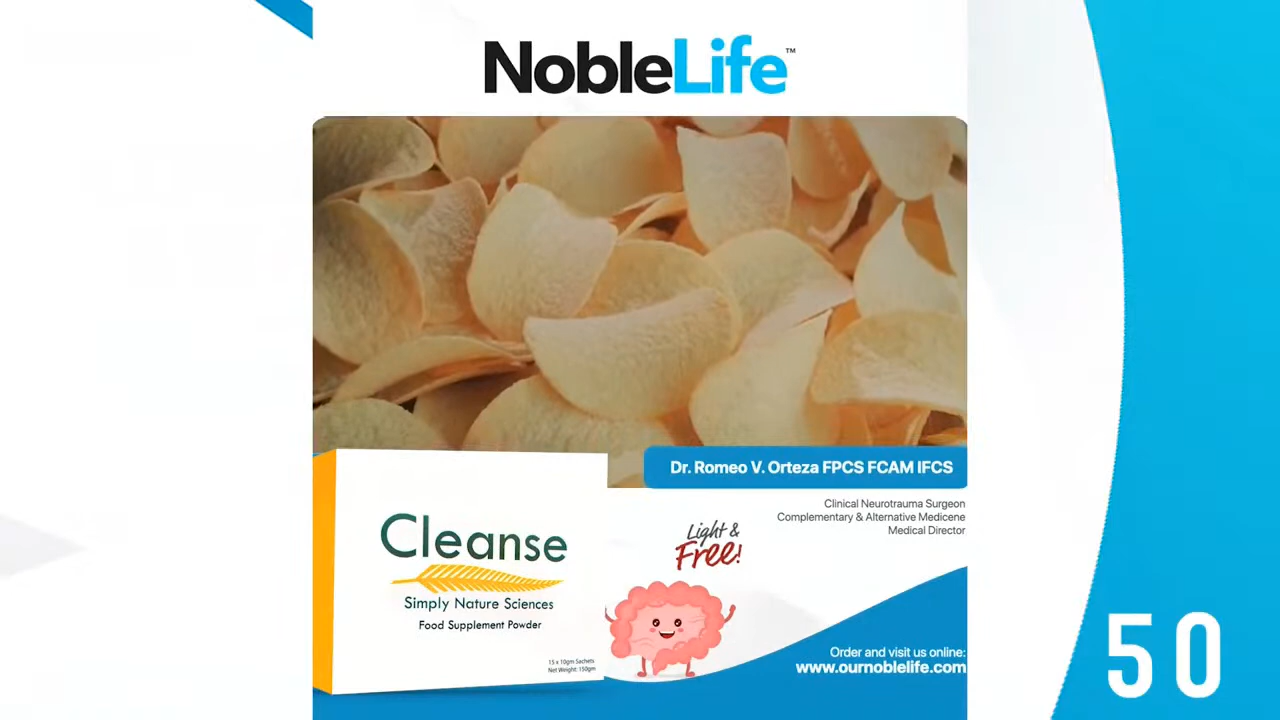 NobleLife™
Dr. Romeo V. Orteza FPCS FCAM IFCS
Clinical Neurotrauma Surgeon
Complementary & Alternative Medicene
Medical Director
Cleanse
Simply Nature Sciences
Food Supplement Powder
15 x 10gm Sachets
Net Weight: 150gm
Light &
Free!
Order and visit us online:
www.ournoblelife.com
50